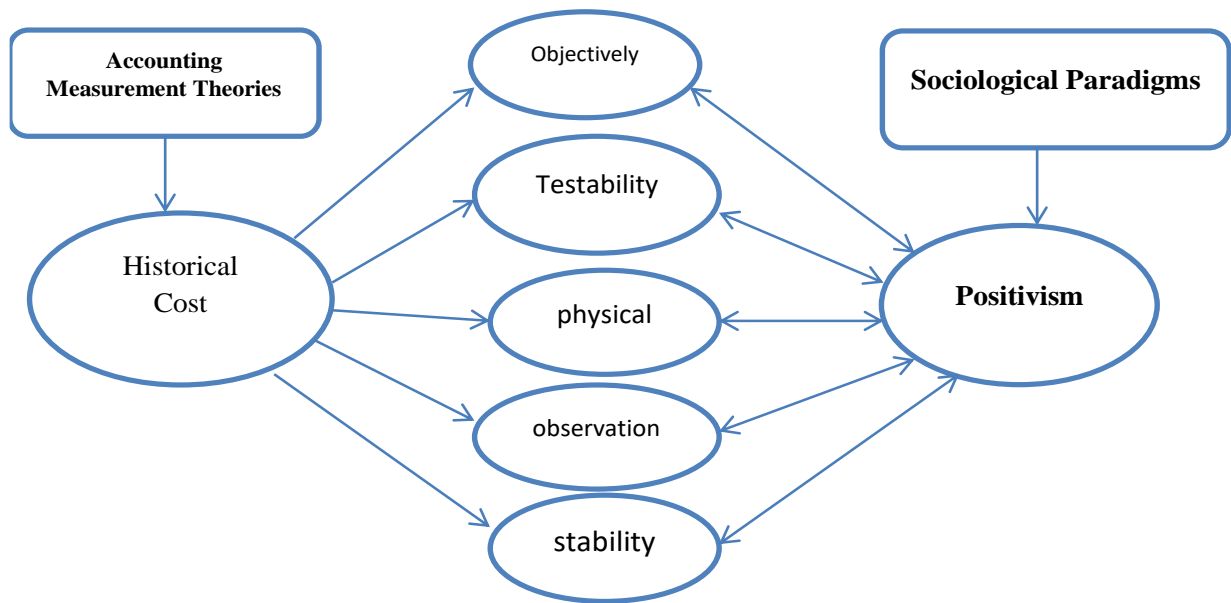 Accounting
Measurement Theories
Objectively
Sociological Paradigms
Testability
Historical
Cost
physical
Positivism
observation
stability